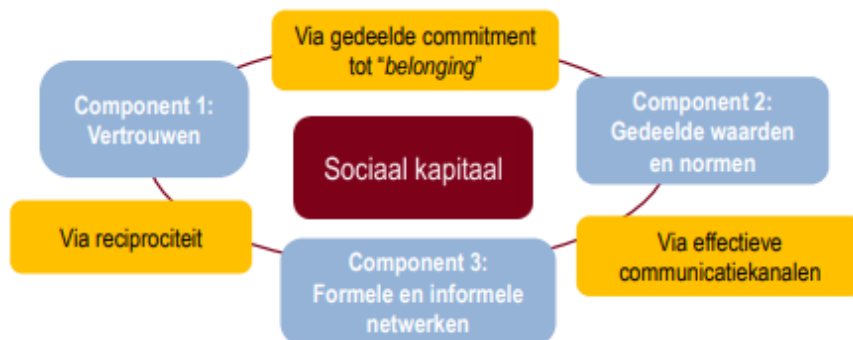 Via gedeelde commitment
tot “belonging”
Component 1:
Vertrouwen
Component 2:
Gedeelde waarden
en normen
Sociaal kapitaal
Via reciprociteit
Via effectieve
communicatiekanalen
Component 3:
Formele en informele
netwerken